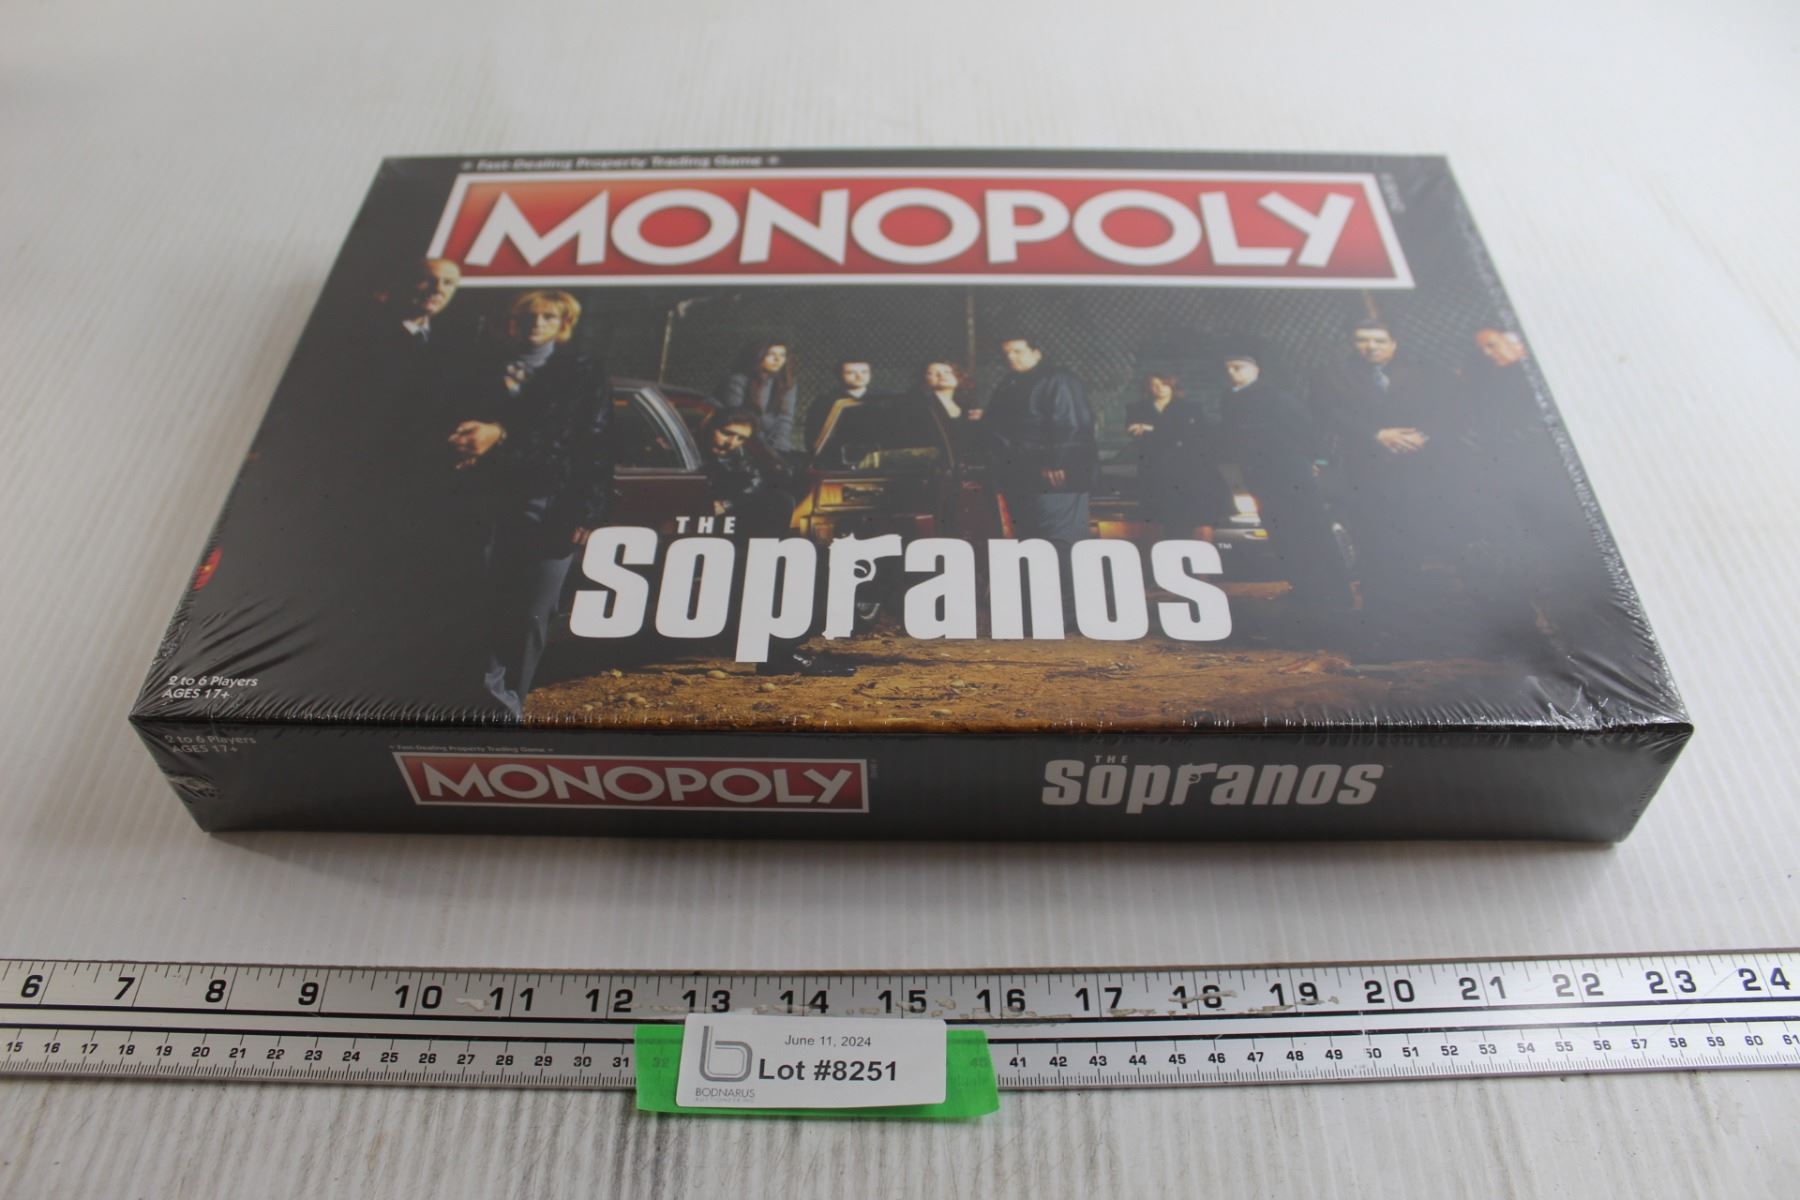 Fast-Dealing Property Trading Game
MONOPOLY
THE
Sopranos™
2 to 6 Players
AGES 17+
2 to 6 Players
AGES 17+
Fast-Dealing Property Trading Game
MONOPOLY
THE
Sopranos
6 7 8 9 10 11 12 13 14 15 16 17 18 19 20 21 22 23 24
15 16 17 18 19 20 21 22 23 24 25 26 27 28 29 30 31 32 40 41 42 43 44 45 46 47 48 49 50 51 52 53 54 55 56 57 58 59 60 61
June 11, 2024
Lot #8251
BODNARUS
AUCTIONEERING